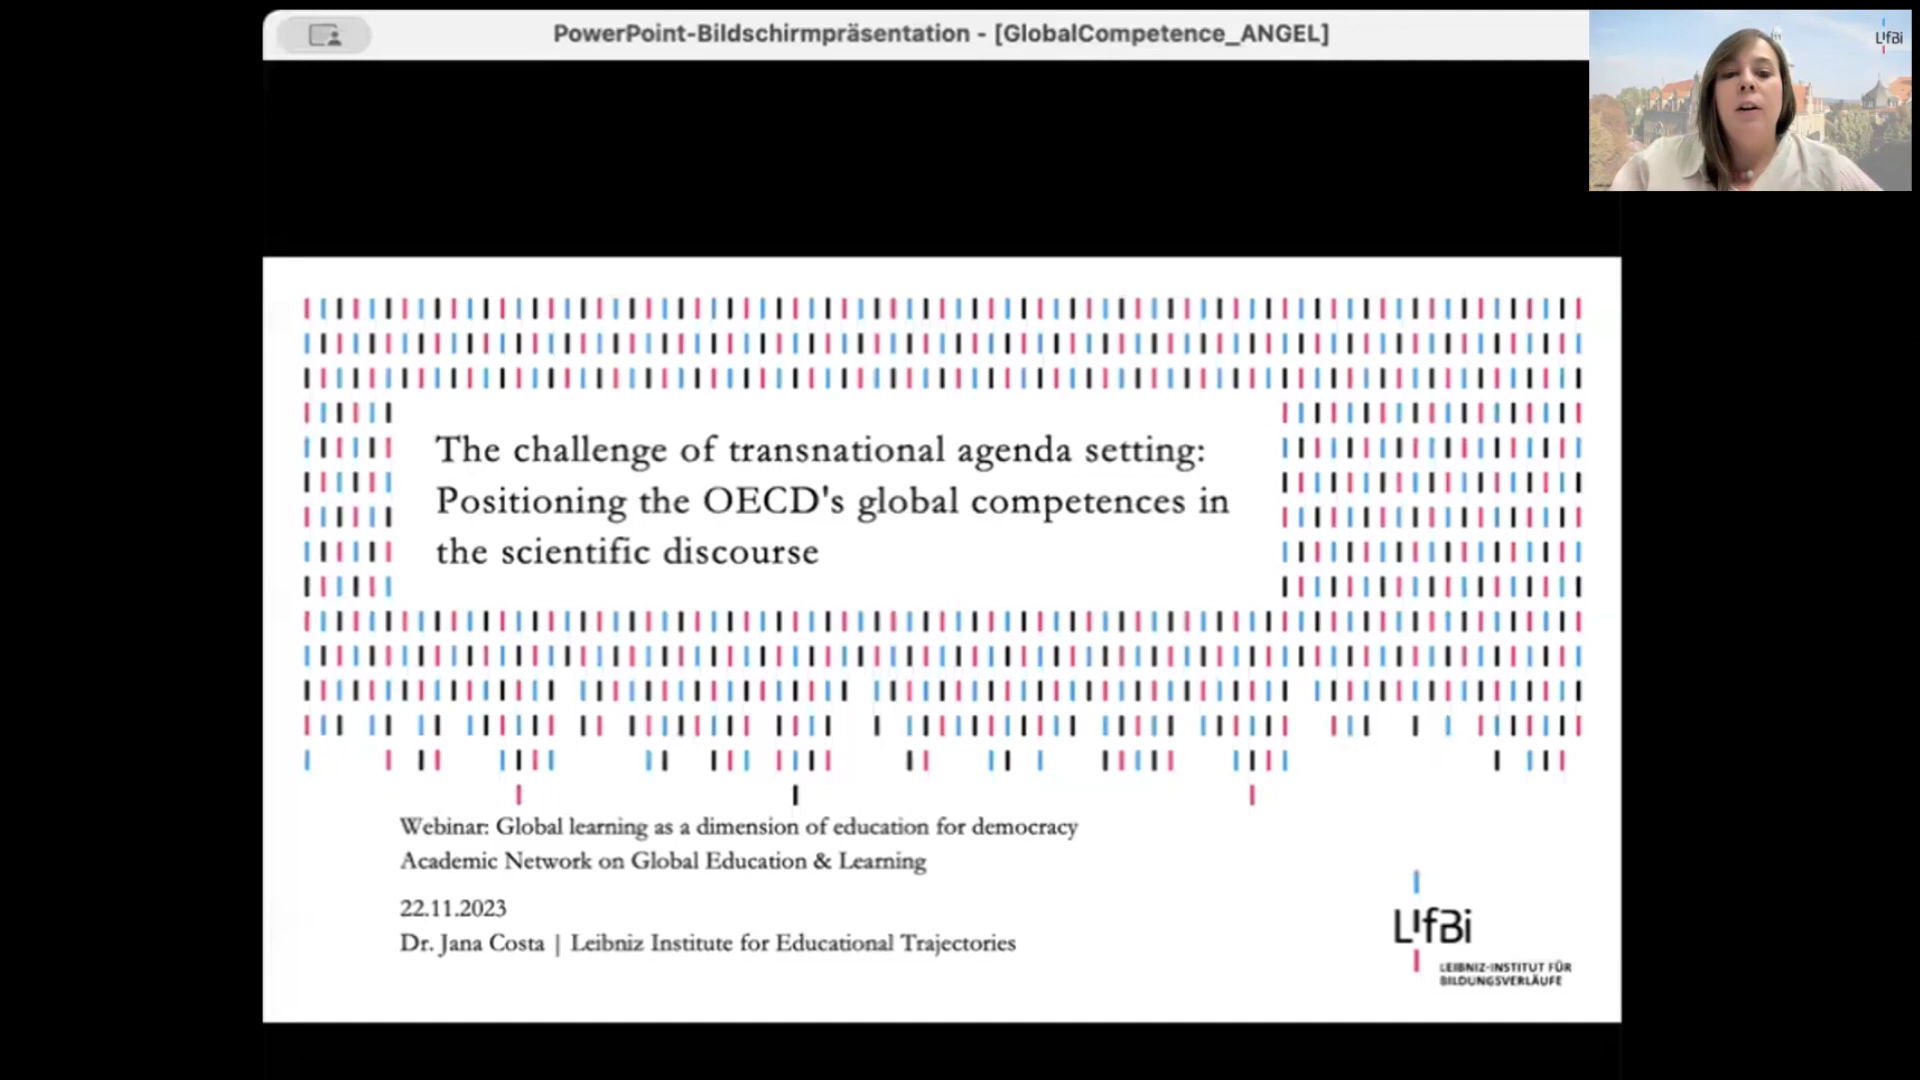 PowerPoint-Bildschirmpräsentation - [GlobalCompetence_ANGEL]
LIfBi
The challenge of transnational agenda setting:
Positioning the OECD's global competences in
the scientific discourse
Webinar: Global learning as a dimension of education for democracy
Academic Network on Global Education & Learning
22.11.2023
Dr. Jana Costa | Leibniz Institute for Educational Trajectories
LIfBi
LEIBNIZ-INSTITUT FÜR
BILDUNGSVERLÄUFE